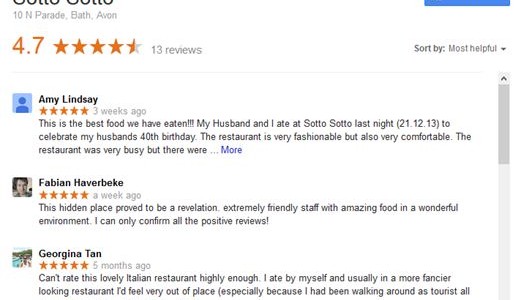 Sotto Sotto
10 N Parade, Bath, Avon
4.7
13 reviews
Sort by: Most helpful
Amy Lindsay
3 weeks ago
This is the best food we have eaten!!! My Husband and I ate at Sotto Sotto last night (21.12.13) to
celebrate my husbands 40th birthday. The restaurant is very fashionable but also very comfortable. The
restaurant was very busy but there were ... More
Fabian Haverbeke
a week ago
This hidden place proved to be a revelation. extremely friendly staff with amazing food in a wonderful
environment. I can only confirm all the positive reviews!
Georgina Tan
5 months ago
Can't rate this lovely Italian restaurant highly enough. I ate by myself and usually in a more fancier
looking restaurant I'd feel very out of place (especially because I had been walking around as tourist all